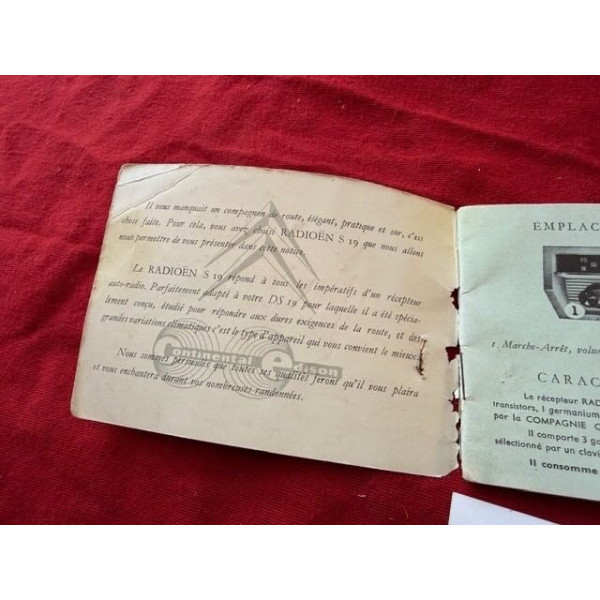 Il vous manquait un compagnon de route, élégant, pratique et sur, c'est
chose faite. Pour cela, vous avez choisi RADIOËN S 19 que nous allons
vous permettre de vous présenter dans cette notice.
Le RADIOËN S 19 répond à tous les impératifs d'un récepteur
auto-radio. Parfaitement adapté à votre DS 19 pour laquelle il a été spécia-
lement conçu, étudié pour répondre aux dures exigences de la route, et des
grandes variations climatiques c'est le type d'appareil qui vous convient le mieux.
Nous sommes persuadés que toutes ses qualités feront qu'il vous plaira
et vous enchantera durant vos nombreuses randonnées.
Continental edison
EMPLAC
1
1 Marche-Arrêt, volum
CARAC
Le récepteur RAD
transistors, 1 germanium
par la COMPAGNIE C
Il comporte 3 ga
sélectionné par un clavi
Il consomme